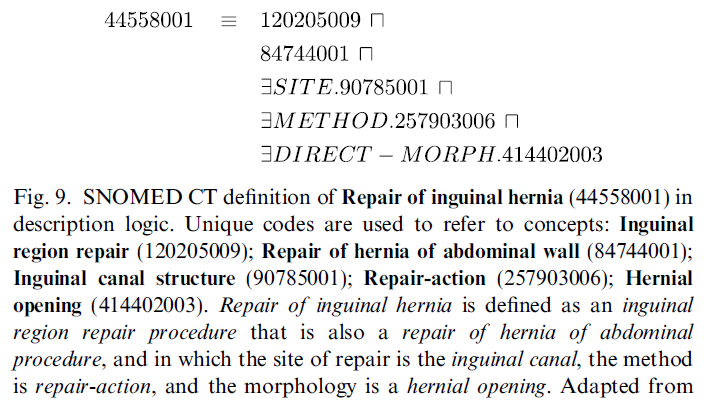 44558001 ≡ 120205009 ⊓
84744001 ⊓
∃SITE.90785001 ⊓
∃METHOD.257903006 ⊓
∃DIRECT − MORPH.414402003
Fig. 9. SNOMED CT definition of Repair of inguinal hernia (44558001) in
description logic. Unique codes are used to refer to concepts: Inguinal
region repair (120205009); Repair of hernia of abdominal wall (84744001);
Inguinal canal structure (90785001); Repair-action (257903006); Hernial
opening (414402003). Repair of inguinal hernia is defined as an inguinal
region repair procedure that is also a repair of hernia of abdominal
procedure, and in which the site of repair is the inguinal canal, the method
is repair-action, and the morphology is a hernial opening. Adapted from